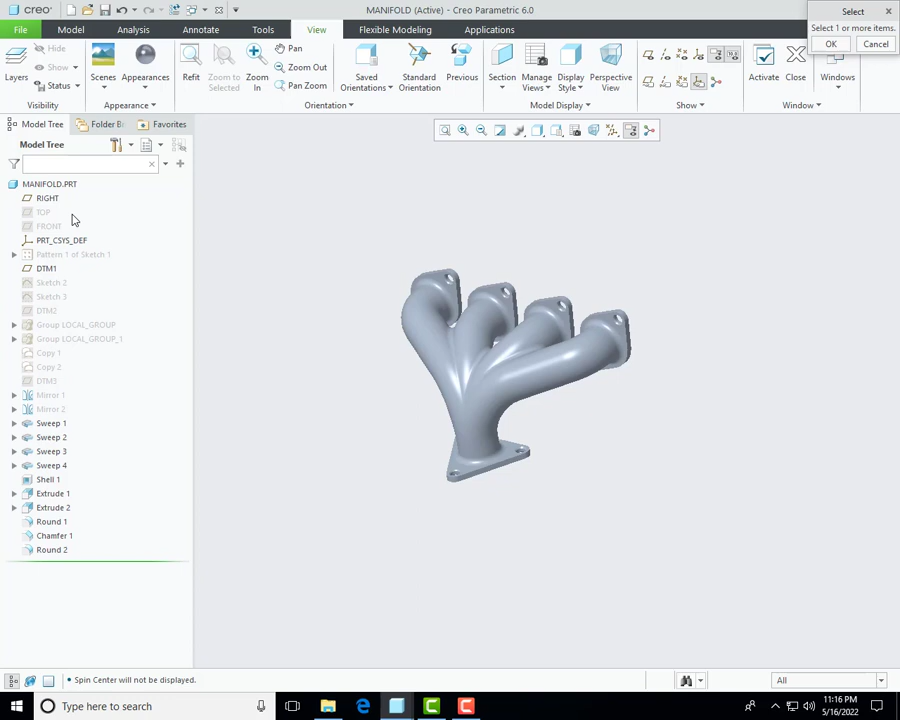 creo
MANIFOLD (Active) - Creo Parametric 6.0
Select
Select 1 or more items.
OK
Cancel
File
Model
Analysis
Annotate
Tools
View
Flexible Modeling
Applications
Layers
Hide
Show
Status
Scenes
Appearances
Refit
Zoom to
Selected
Zoom
In
Pan
Zoom Out
Pan Zoom
Saved
Orientations
Standard
Orientation
Previous
Section
Manage
Views
Display
Style
Perspective
View
Activate
Close
Windows
Visibility
Appearance
Orientation
Model Display
Show
Window
Model Tree
Folder B
Favorites
Model Tree
MANIFOLD.PRT
RIGHT
TOP
FRONT
PRT_CSYS_DEF
Pattern 1 of Sketch 1
DTM1
Sketch 2
Sketch 3
DTM2
Group LOCAL_GROUP
Group LOCAL_GROUP_1
Copy 1
Copy 2
DTM3
Mirror 1
Mirror 2
Sweep 1
Sweep 2
Sweep 3
Sweep 4
Shell 1
Extrude 1
Extrude 2
Round 1
Chamfer 1
Round 2
• Spin Center will not be displayed.
All
Type here to search
11:16 PM
5/16/2022